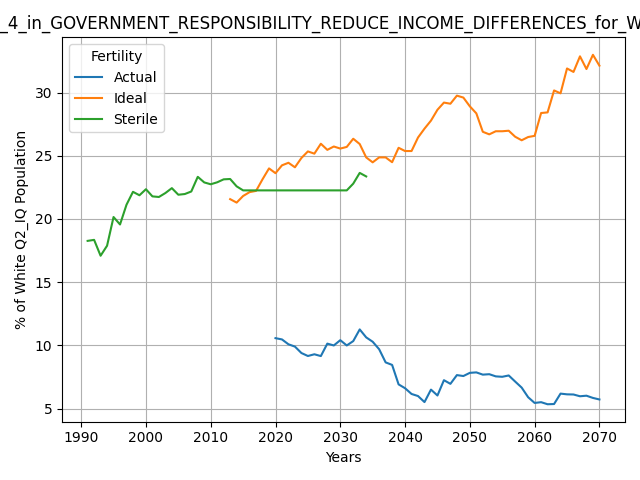 _4_in_GOVERNMENT_RESPONSIBILITY_REDUCE_INCOME_DIFFERENCES_for_W
Fertility
Actual
Ideal
Sterile
% of White Q2_IQ Population
30
25
20
15
10
5
1990 2000 2010 2020 2030 2040 2050 2060 2070
Years